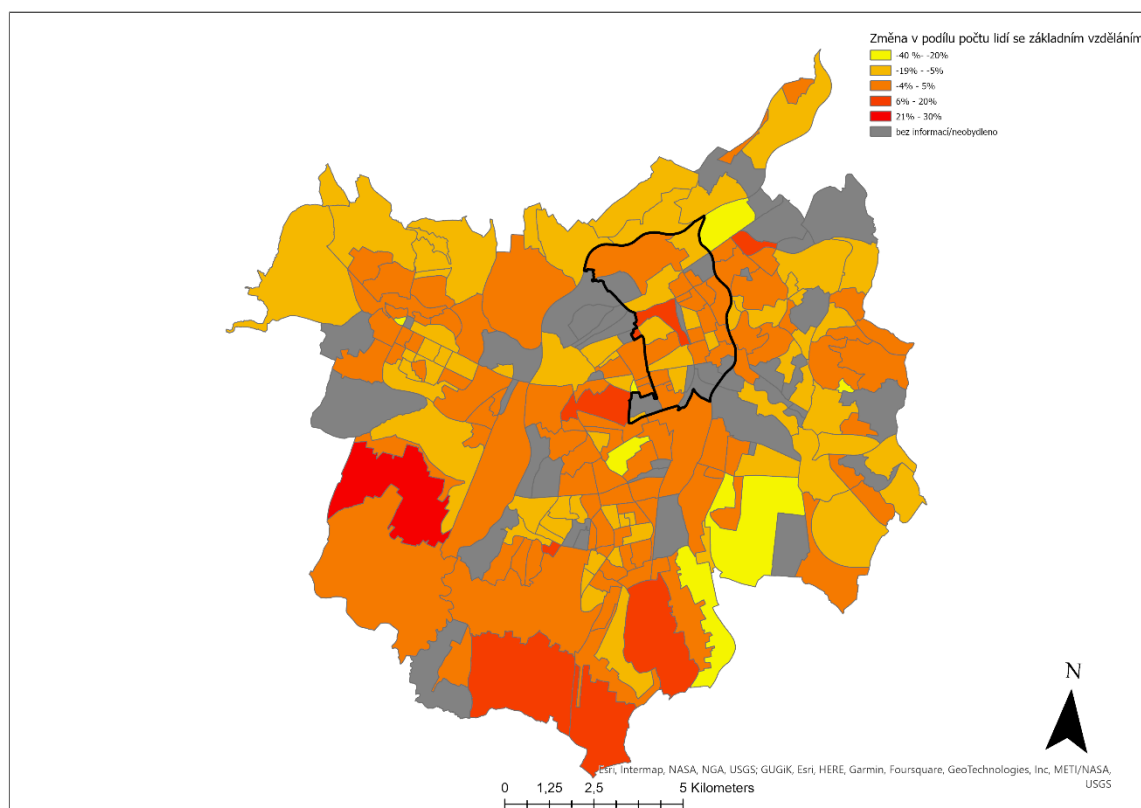 Změna v podílu počtu lidí se základním vzděláním
-40 %- -20%
-19% - -5%
-4% - 5%
6% - 20%
21% - 30%
bez informací/neobydleno
N
Esri, Intermap, NASA, NGA, USGS; GUGiK, Esri, HERE, Garmin, Foursquare, GeoTechnologies, Inc, METI/NASA,
USGS
0 1,25 2,5 5 Kilometers